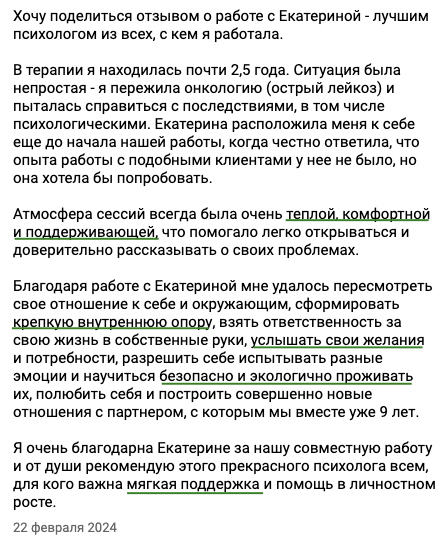 Хочу поделиться отзывом о работе с Екатериной - лучшим
психологом из всех, с кем я работала.
В терапии я находилась почти 2,5 года. Ситуация была
непростая - я пережила онкологию (острый лейкоз) и
пыталась справиться с последствиями, в том числе
психологическими. Екатерина расположила меня к себе
еще до начала нашей работы, когда честно ответила, что
опыта работы с подобными клиентами у нее не было, но
она хотела бы попробовать.
Атмосфера сессий всегда была очень теплой, комфортной
и поддерживающей, что помогало легко открываться и
доверительно рассказывать о своих проблемах.
Благодаря работе с Екатериной мне удалось пересмотреть
свое отношение к себе и окружающим, сформировать
крепкую внутреннюю опору, взять ответственность за
свою жизнь в собственные руки, услышать свои желания
и потребности, разрешить себе испытывать разные
эмоции и научиться безопасно и экологично проживать
их, полюбить себя и построить совершенно новые
отношения с партнером, с которым мы вместе уже 9 лет.
Я очень благодарна Екатерине за нашу совместную работу
и от души рекомендую этого прекрасного психолога всем,
для кого важна мягкая поддержка и помощь в личностном
росте.
22 февраля 2024